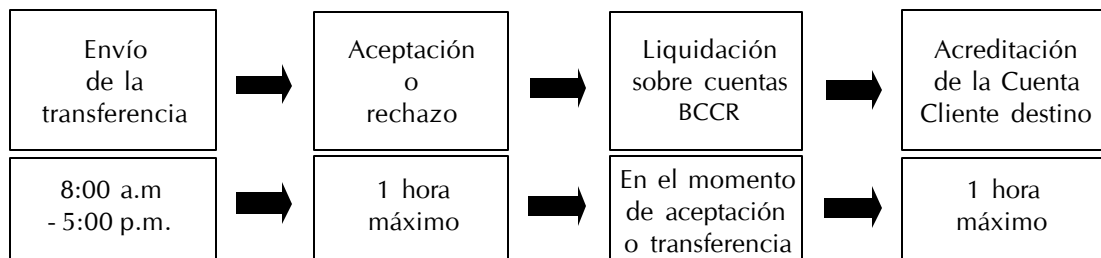 Envío
de la
transferencia
Aceptación
o
rechazo
Liquidación
sobre cuentas
BCCR
Acreditación
de la Cuenta
Cliente destino
8:00 a.m
- 5:00 p.m.
1 hora
máximo
En el momento
de aceptación
o transferencia
1 hora
máximo